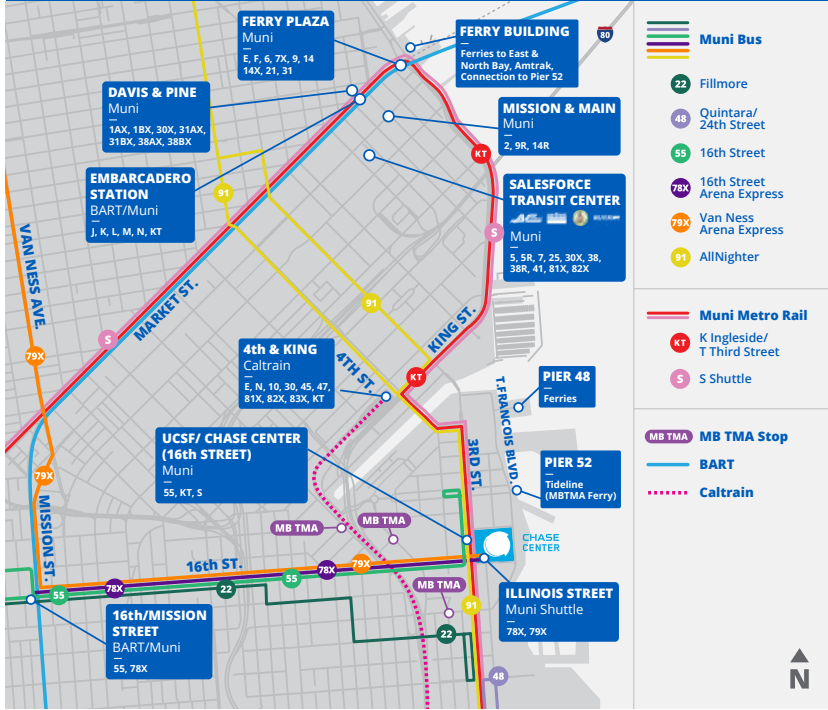 FERRY PLAZA
Muni
—
E, F, 6, 7X, 9, 14
14X, 21, 31
FERRY BUILDING
—
Ferries to East &
North Bay, Amtrak,
Connection to Pier 52
80
DAVIS & PINE
Muni
—
1AX, 1BX, 30X, 31AX,
31BX, 38AX, 38BX
MISSION & MAIN
Muni
—
2, 9R, 14R
KT
EMBARCADERO
STATION
BART/Muni
—
J, K, L, M, N, KT
91
SALESFORCE
TRANSIT CENTER
Muni
—
5, 5R, 7, 25, 30X, 38,
38R, 41, 81X, 82X
S
VAN NESS AVE.
MARKET ST.
S
79X
91
KING ST.
4TH ST.
KT
4th & KING
Caltrain
—
E, N, 10, 30, 45, 47,
81X, 82X, 83X, KT
T.FRANCOIS BLVD.
PIER 48
—
Ferries
UCSF/ CHASE CENTER
(16th STREET)
Muni
—
55, KT, S
3RD ST.
PIER 52
—
Tideline
(MBTMA Ferry)
79X
MISSION ST.
MB TMA
MB TMA
CHASE
CENTER
16th ST.
55
78X
22
55
78X
79X
MB TMA
91
ILLINOIS STREET
Muni Shuttle
—
78X, 79X
16th/MISSION
STREET
BART/Muni
—
55, 78X
22
48
Muni Bus
22 Fillmore
48 Quintara/
24th Street
55 16th Street
78X 16th Street
Arena Express
79X Van Ness
Arena Express
91 AllNighter
Muni Metro Rail
KT K Ingleside/
T Third Street
S S Shuttle
MB TMA MB TMA Stop
BART
Caltrain
N